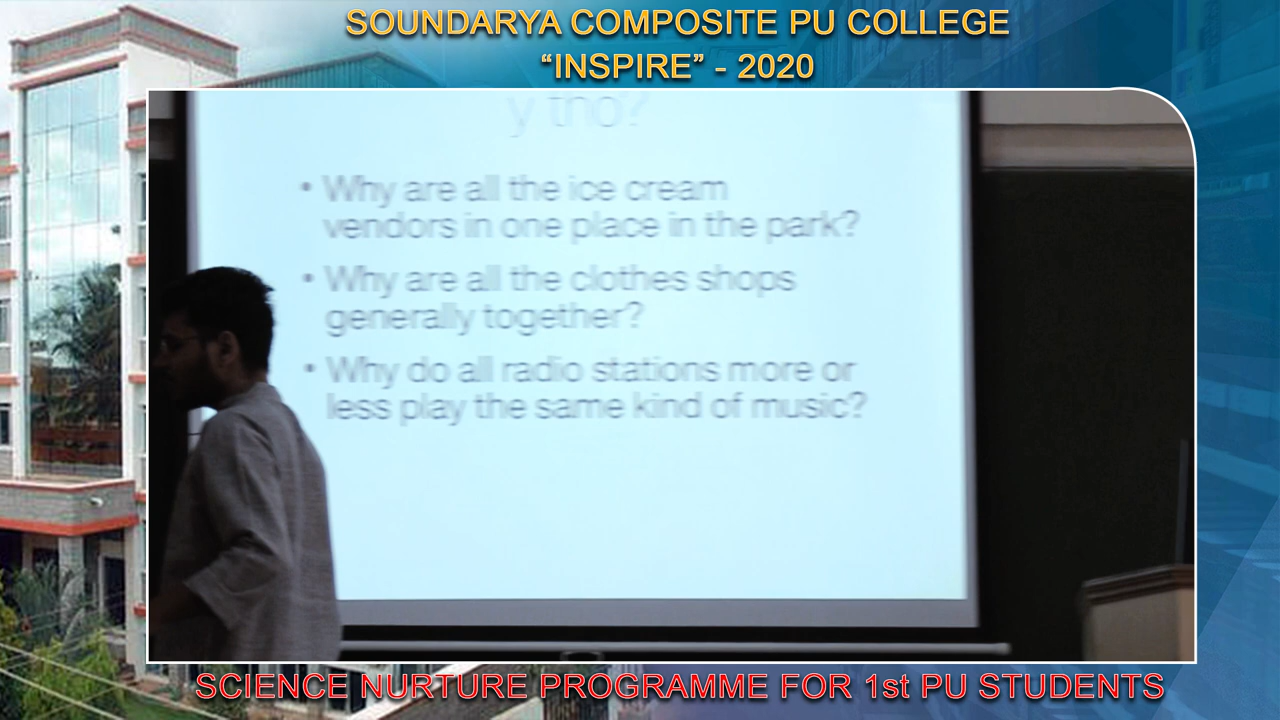 SOUNDARYA COMPOSITE PU COLLEGE
“INSPIRE” - 2020
y tho?
• Why are all the ice cream
vendors in one place in the park?
• Why are all the clothes shops
generally together?
• Why do all radio stations more or
less play the same kind of music?
SCIENCE NURTURE PROGRAMME FOR 1st PU STUDENTS